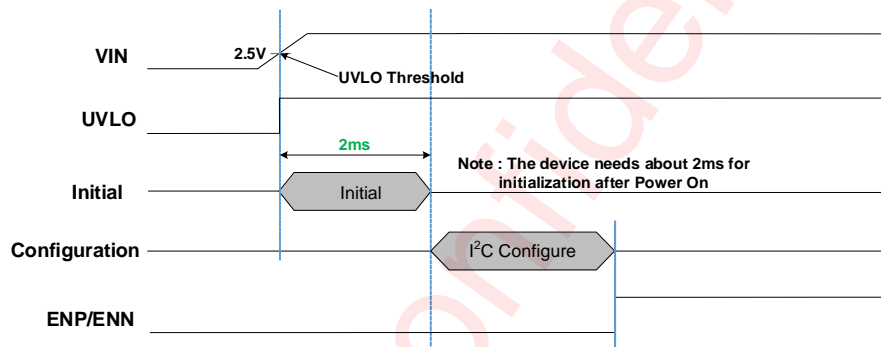 VIN
2.5V
UVLO Threshold
UVLO
2ms
Note : The device needs about 2ms for
initialization after Power On
Initial
Initial
Configuration
I²C Configure
ENP/ENN